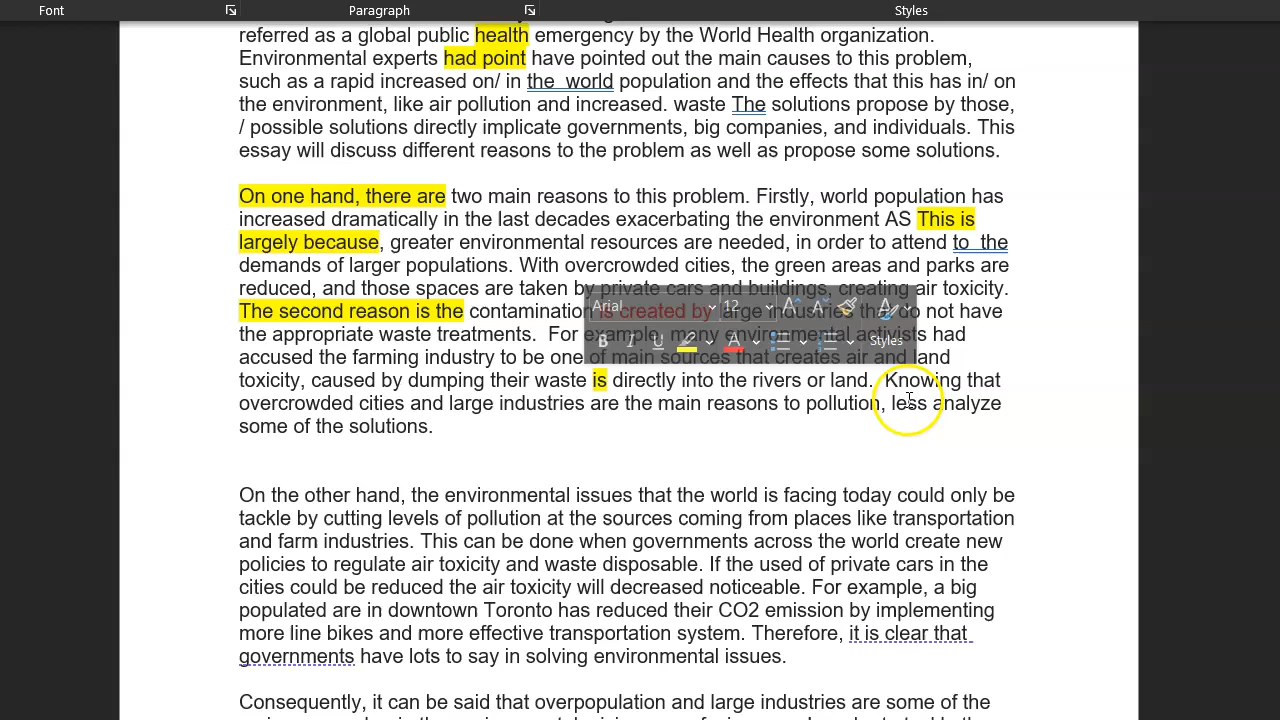 Font Paragraph Styles
referred as a global public health emergency by the World Health organization.
Environmental experts had point have pointed out the main causes to this problem,
such as a rapid increased on/ in the  world population and the effects that this has in/ on
the environment, like air pollution and increased. waste The solutions propose by those,
/ possible solutions directly implicate governments, big companies, and individuals. This
essay will discuss different reasons to the problem as well as propose some solutions.
On one hand, there are two main reasons to this problem. Firstly, world population has
increased dramatically in the last decades exacerbating the environment AS This is
largely because, greater environmental resources are needed, in order to attend to  the
demands of larger populations. With overcrowded cities, the green areas and parks are
reduced, and those spaces are taken by private cars and buildings, creating air toxicity.
Arial 12
The second reason is the contamination is created by large industries that do not have
the appropriate waste treatments.  For example, many environmental activists had
B I U A Styles
accused the farming industry to be one of main sources that creates air and land
toxicity, caused by dumping their waste is directly into the rivers or land.  Knowing that
overcrowded cities and large industries are the main reasons to pollution, less analyze
some of the solutions.
On the other hand, the environmental issues that the world is facing today could only be
tackle by cutting levels of pollution at the sources coming from places like transportation
and farm industries. This can be done when governments across the world create new
policies to regulate air toxicity and waste disposable. If the used of private cars in the
cities could be reduced the air toxicity will decreased noticeable. For example, a big
populated are in downtown Toronto has reduced their CO2 emission by implementing
more line bikes and more effective transportation system. Therefore, it is clear that
governments have lots to say in solving environmental issues.
Consequently, it can be said that overpopulation and large industries are some of the